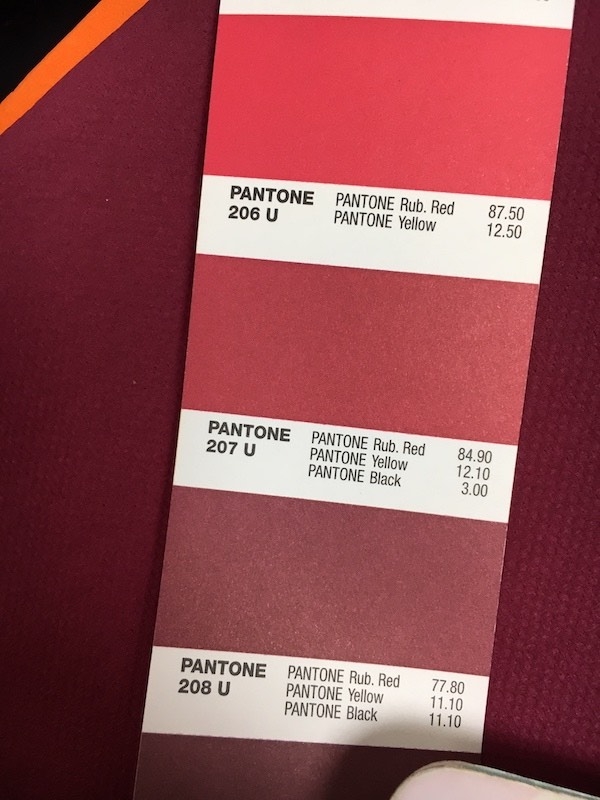 PANTONE
206 U
PANTONE Rub. Red 87.50
PANTONE Yellow 12.50
PANTONE
207 U
PANTONE Rub. Red 84.90
PANTONE Yellow 12.10
PANTONE Black 3.00
PANTONE
208 U
PANTONE Rub. Red 77.80
PANTONE Yellow 11.10
PANTONE Black 11.10